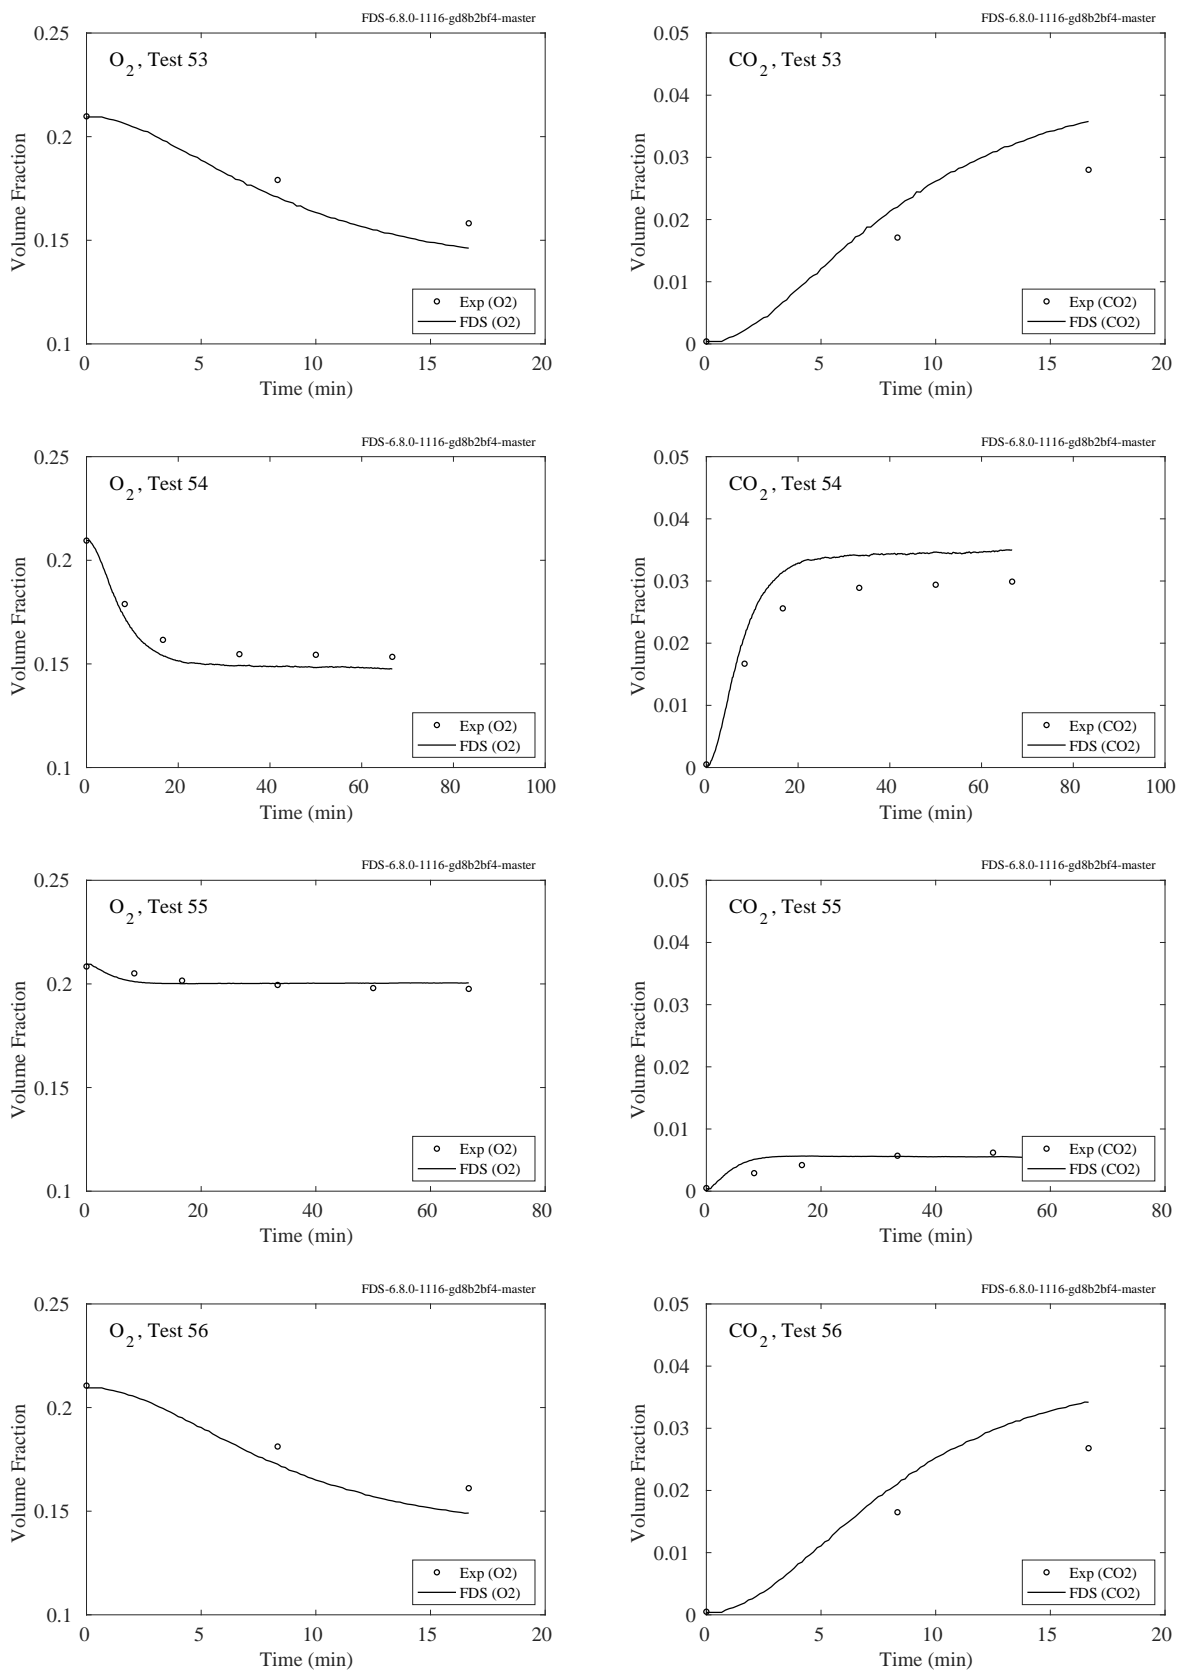 FDS-6.8.0-1116-gd8b2bf4-master
O2, Test 53
0.25
0.2
0.15
0.1
Volume Fraction
Exp (O2)
FDS (O2)
0 5 10 15 20
Time (min)
FDS-6.8.0-1116-gd8b2bf4-master
CO2, Test 53
0.05
0.04
0.03
0.02
0.01
0
Volume Fraction
Exp (CO2)
FDS (CO2)
0 5 10 15 20
Time (min)
FDS-6.8.0-1116-gd8b2bf4-master
O2, Test 54
0.25
0.2
0.15
0.1
Volume Fraction
Exp (O2)
FDS (O2)
0 20 40 60 80 100
Time (min)
FDS-6.8.0-1116-gd8b2bf4-master
CO2, Test 54
0.05
0.04
0.03
0.02
0.01
0
Volume Fraction
Exp (CO2)
FDS (CO2)
0 20 40 60 80 100
Time (min)
FDS-6.8.0-1116-gd8b2bf4-master
O2, Test 55
0.25
0.2
0.15
0.1
Volume Fraction
Exp (O2)
FDS (O2)
0 20 40 60 80
Time (min)
FDS-6.8.0-1116-gd8b2bf4-master
CO2, Test 55
0.05
0.04
0.03
0.02
0.01
0
Volume Fraction
Exp (CO2)
FDS (CO2)
0 20 40 60 80
Time (min)
FDS-6.8.0-1116-gd8b2bf4-master
O2, Test 56
0.25
0.2
0.15
0.1
Volume Fraction
Exp (O2)
FDS (O2)
0 5 10 15 20
Time (min)
FDS-6.8.0-1116-gd8b2bf4-master
CO2, Test 56
0.05
0.04
0.03
0.02
0.01
0
Volume Fraction
Exp (CO2)
FDS (CO2)
0 5 10 15 20
Time (min)